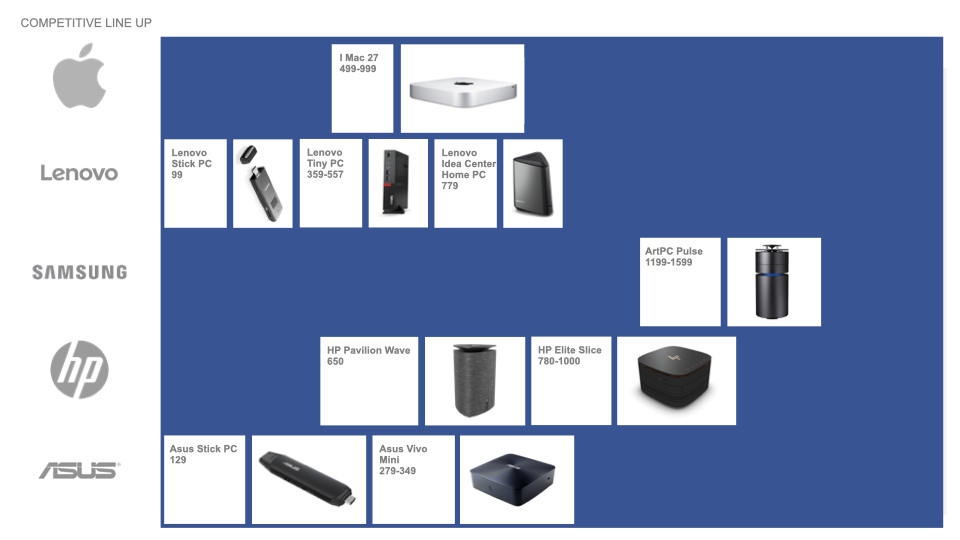 COMPETITIVE LINE UP
I Mac 27
499-999
Lenovo
Lenovo
Stick PC
99
Lenovo
Tiny PC
359-557
Lenovo
Idea Center
Home PC
779
SAMSUNG
ArtPC Pulse
1199-1599
hp
HP Pavilion Wave
650
HP Elite Slice
780-1000
ASUS
Asus Stick PC
129
ASUS
Asus Vivo
Mini
279-349